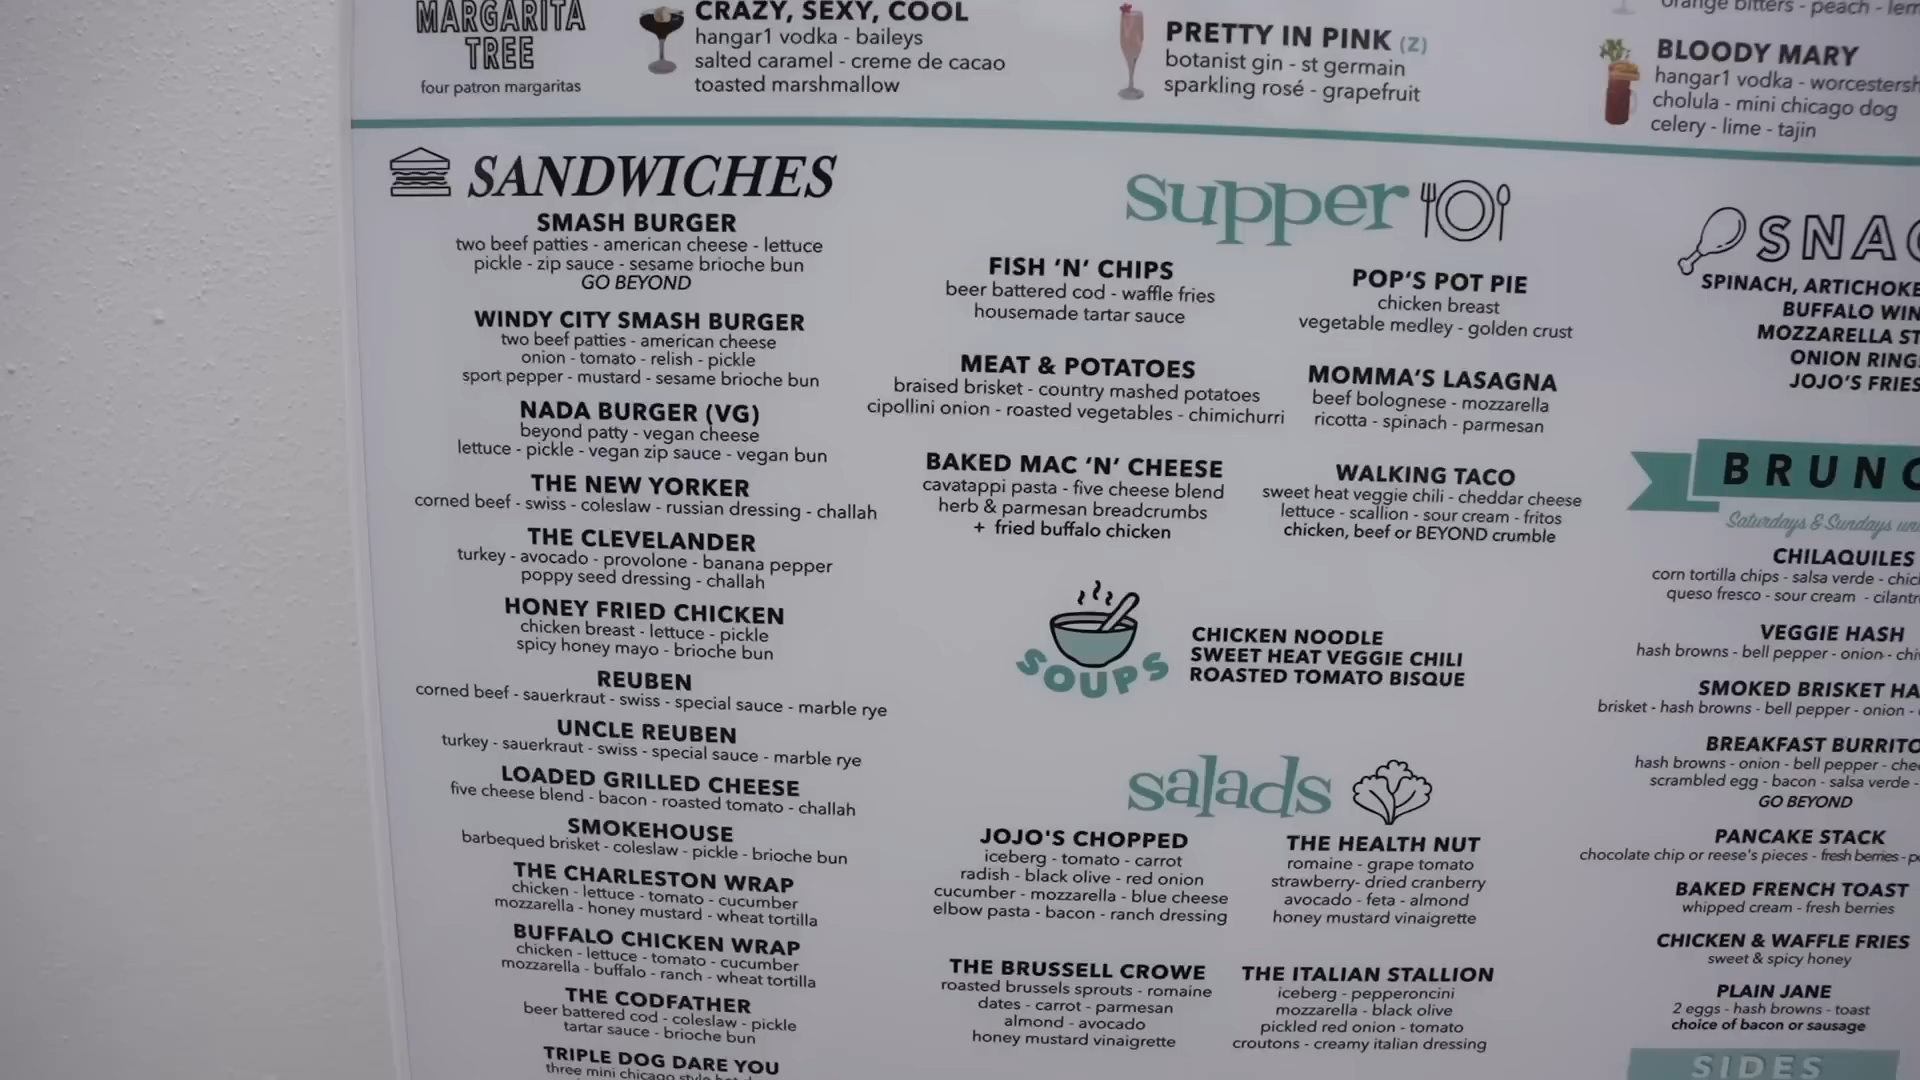 MARGARITA
TREE
four patron margaritas
CRAZY, SEXY, COOL
hangar1 vodka - baileys
salted caramel - creme de cacao
toasted marshmallow
PRETTY IN PINK (Z)
botanist gin - st germain
sparkling rosé - grapefruit
orange bitters - peach
BLOODY MARY
hangar1 vodka -
cholula - mini chicago dog
celery - lime - tajin
SANDWICHES
SMASH BURGER
two beef patties - american cheese - lettuce
pickle - zip sauce - sesame brioche bun
GO BEYOND
WINDY CITY SMASH BURGER
two beef patties - american cheese
onion - tomato - relish - pickle
sport pepper - mustard - sesame brioche bun
NADA BURGER (VG)
beyond patty - vegan cheese
lettuce - pickle - vegan zip sauce - vegan bun
THE NEW YORKER
corned beef - swiss - coleslaw - russian dressing - challah
THE CLEVELANDER
turkey - avocado - provolone - banana pepper
poppy seed dressing - challah
HONEY FRIED CHICKEN
chicken breast - lettuce - pickle
spicy honey mayo - brioche bun
REUBEN
corned beef - sauerkraut - swiss - special sauce - marble rye
UNCLE REUBEN
turkey - sauerkraut - swiss - special sauce - marble rye
LOADED GRILLED CHEESE
five cheese blend - bacon - roasted tomato - challah
SMOKEHOUSE
barbequed brisket - coleslaw - pickle - brioche bun
THE CHARLESTON WRAP
chicken - lettuce - tomato - cucumber
mozzarella - honey mustard - wheat tortilla
BUFFALO CHICKEN WRAP
chicken - lettuce - tomato - cucumber
mozzarella - buffalo - ranch - wheat tortilla
THE CODFATHER
beer battered cod - coleslaw - pickle
tartar sauce - brioche bun
TRIPLE DOG DARE YOU
three mini chicago style
supper
FISH 'N' CHIPS
beer battered cod - waffle fries
housemade tartar sauce
MEAT & POTATOES
braised brisket - country mashed potatoes
cipollini onion - roasted vegetables - chimichurri
BAKED MAC 'N' CHEESE
cavatappi pasta - five cheese blend
herb & parmesan breadcrumbs
+ fried buffalo chicken
POP'S POT PIE
chicken breast
vegetable medley - golden crust
MOMMA'S LASAGNA
beef bolognese - mozzarella
ricotta - spinach - parmesan
WALKING TACO
sweet heat veggie chili - cheddar cheese
lettuce - scallion - sour cream - fritos
chicken, beef or BEYOND crumble
SOUPS
CHICKEN NOODLE
SWEET HEAT VEGGIE CHILI
ROASTED TOMATO BISQUE
salads
JOJO'S CHOPPED
iceberg - tomato - carrot
radish - black olive - red onion
cucumber - mozzarella - blue cheese
elbow pasta - bacon - ranch dressing
THE HEALTH NUT
romaine - grape tomato
strawberry- dried cranberry
avocado - feta - almond
honey mustard vinaigrette
THE BRUSSELL CROWE
roasted brussels sprouts - romaine
dates - carrot - parmesan
almond - avocado
honey mustard vinaigrette
THE ITALIAN STALLION
iceberg - pepperoncini
mozzarella - black olive
pickled red onion - tomato
croutons - creamy italian dressing
SNAC
SPINACH, ARTICHOKE
BUFFALO WIN
MOZZARELLA ST
ONION RING
JOJO'S FRIES
BRUNC
Saturdays & Sundays
CHILAQUILES
corn tortilla chips - salsa verde -
queso fresco - sour cream -
VEGGIE HASH
hash browns - bell pepper - onion -
SMOKED BRISKET HA
brisket - hash browns - bell pepper - onion -
BREAKFAST BURRITO
hash browns - onion - bell pepper -
scrambled egg - bacon - salsa verde -
GO BEYOND
PANCAKE STACK
chocolate chip or reese's pieces - fresh berries -
BAKED FRENCH TOAST
whipped cream - fresh berries
CHICKEN & WAFFLE FRIES
sweet & spicy honey
PLAIN JANE
2 eggs - hash browns - toast
choice of bacon or sausage
SIDES